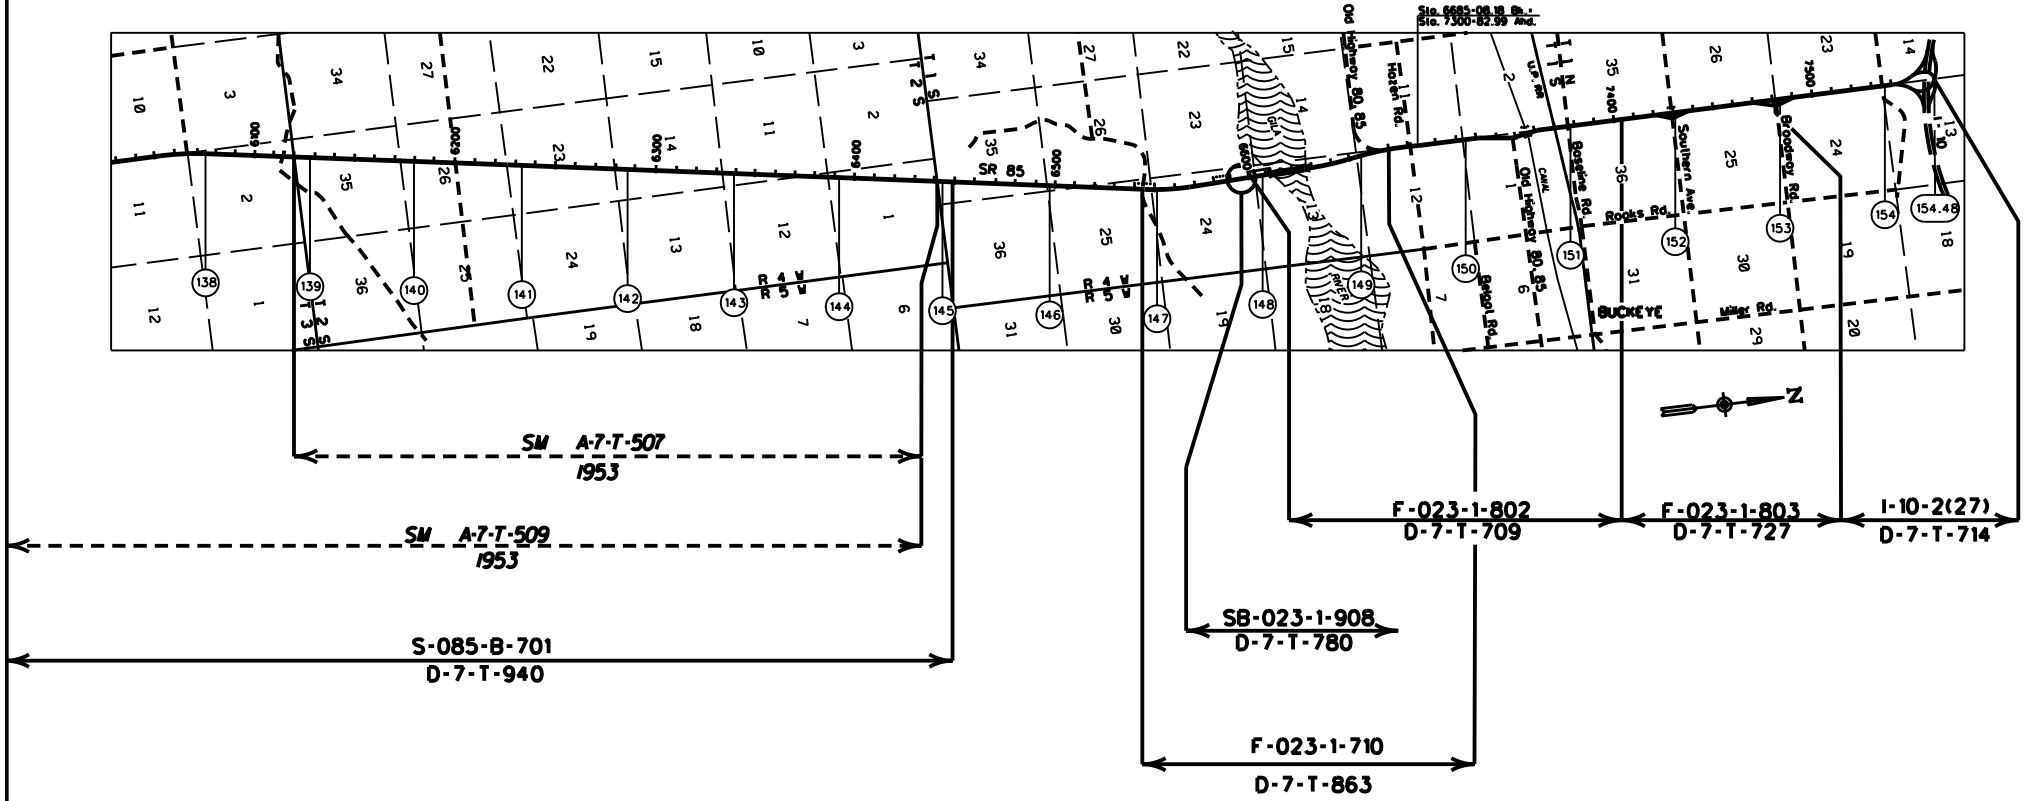 Sta. 6685+08.18 Bk. =
Sta. 7300+82.99 Ahd.
34 27 22 15 10 3 34 27 22 15 2 35 26 23 14
10 3 14 11 2 23 35 26 23 14 11 13
T 1 S
T 2 S
T 1 N
T 1 S
Old Highway 80, 85
Hazen Rd.
U.P. RR
6100 6200 6300 6400 6500 6600 7400 7500
SR 85
GILA
RIVER
I-10
CANAL
Baseline Rd.
Southern Ave.
Broadway Rd.
Old Highway 80, 85
Rooks Rd.
11 2 35 26 23 24 13 12 1 36 25 24 13 12 1 36 25 24
12 1 36 25 19 18 7 6 31 30 19 18 7 6 31 30 19 18
29 20
R 4 W
R 5 W
R 4 W
R 5 W
T 2 S
T 3 S
138 139 140 141 142 143 144 145 146 147 148 149 150 151 152 153 154 154.48
Beloat Rd.
BUCKEYE
Miller Rd.
N
SM A-7-T-507
1953
SM A-7-T-509
1953
F-023-1-802
D-7-T-709
F-023-1-803
D-7-T-727
I-10-2(27)
D-7-T-714
SB-023-1-908
D-7-T-780
S-085-B-701
D-7-T-940
F-023-1-710
D-7-T-863